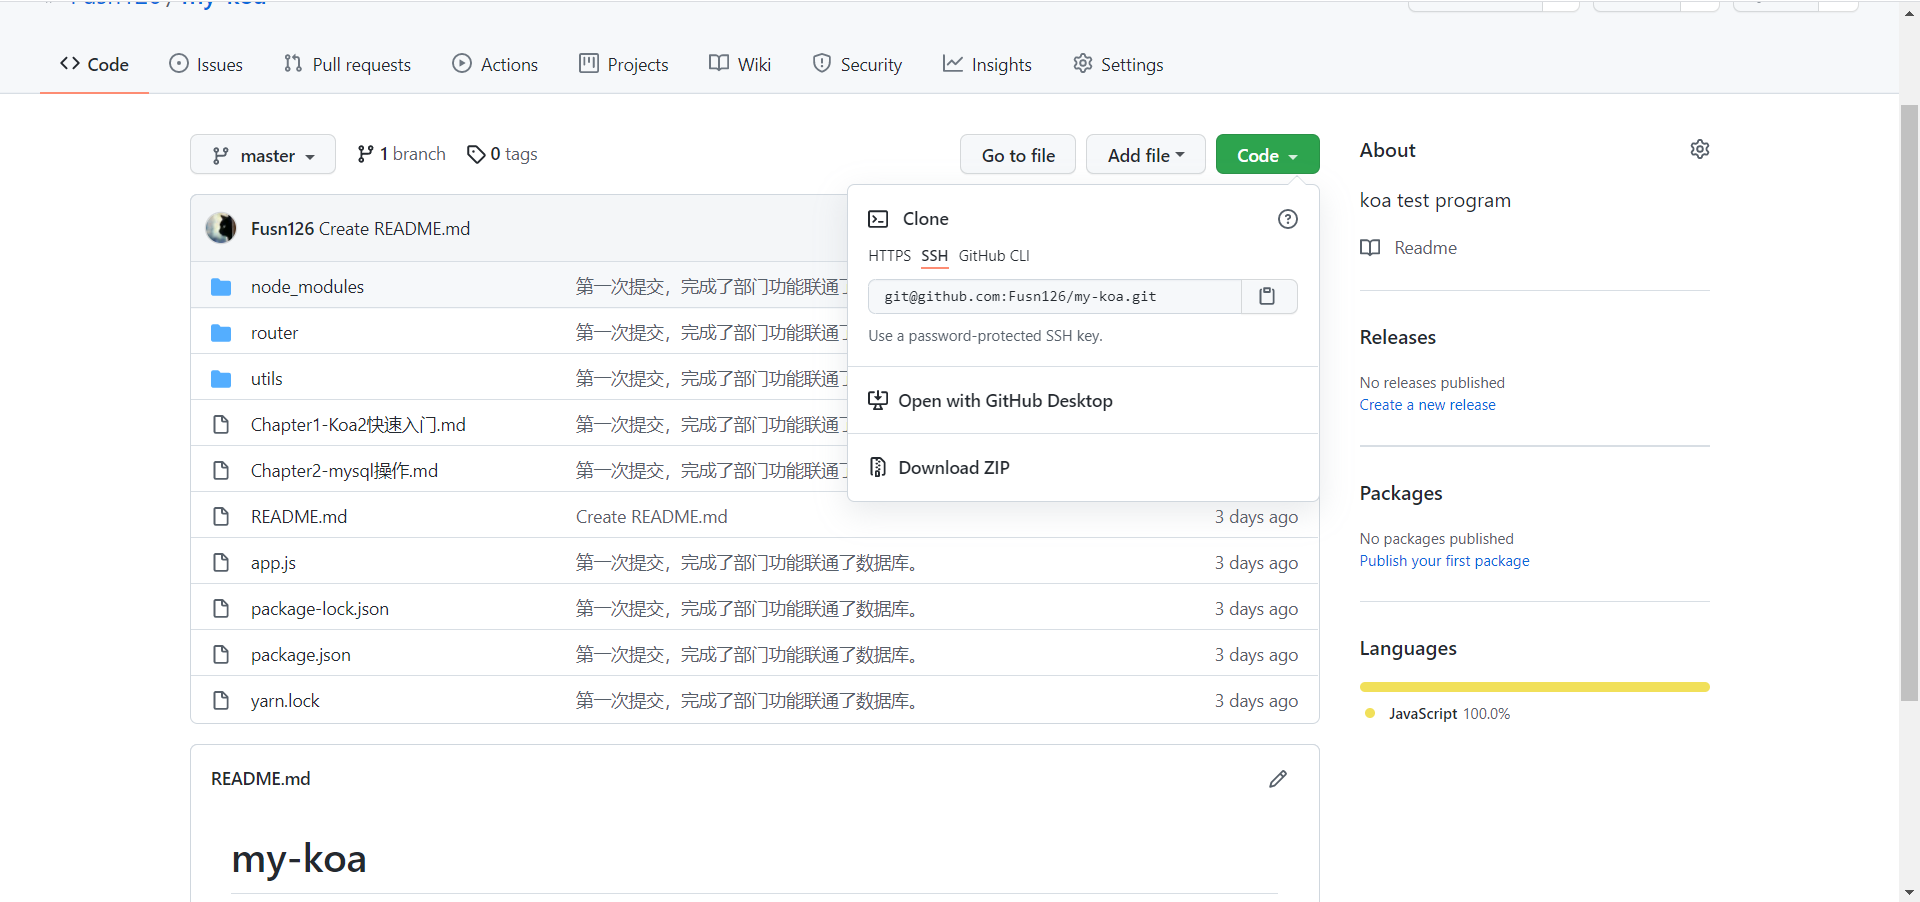 Code Issues Pull requests Actions Projects Wiki Security Insights Settings
master 1 branch 0 tags Go to file Add file Code
Fusn126 Create README.md
node_modules 第一次提交，完成了部门功能联通
router 第一次提交，完成了部门功能联通
utils 第一次提交，完成了部门功能联通
Chapter1-Koa2快速入门.md 第一次提交，完成了部门功能联通
Chapter2-mysql操作.md 第一次提交，完成了部门功能联通
README.md Create README.md 3 days ago
app.js 第一次提交，完成了部门功能联通了数据库。 3 days ago
package-lock.json 第一次提交，完成了部门功能联通了数据库。 3 days ago
package.json 第一次提交，完成了部门功能联通了数据库。 3 days ago
yarn.lock 第一次提交，完成了部门功能联通了数据库。 3 days ago
Clone
HTTPS SSH GitHub CLI
git@github.com:Fusn126/my-koa.git
Use a password-protected SSH key.
Open with GitHub Desktop
Download ZIP
README.md
my-koa
About
koa test program
Readme
Releases
No releases published
Create a new release
Packages
No packages published
Publish your first package
Languages
JavaScript 100.0%